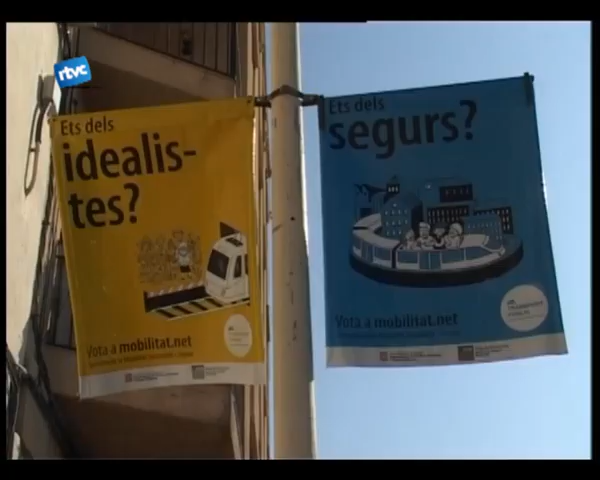 rtvc
Ets dels
idealis-
tes?
Vota a mobilitat.net
Ets dels
segurs?
Vota a mobilitat.net